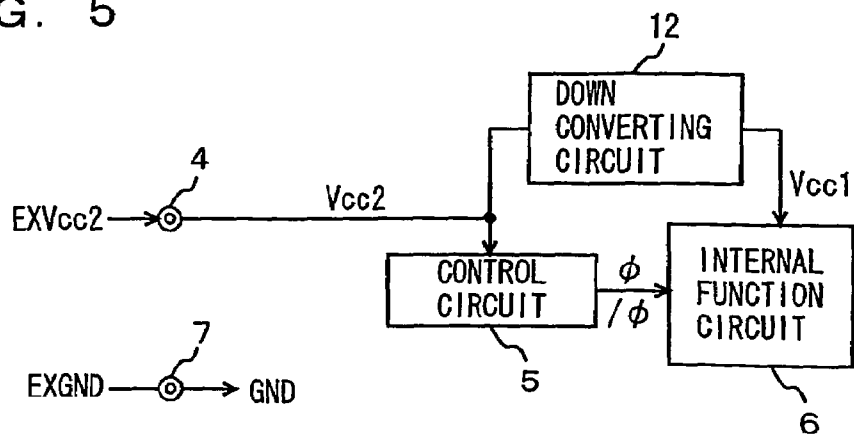 G. 5
12
DOWN
CONVERTING
CIRCUIT
4
EXVcc2
Vcc2
Vcc1
CONTROL
CIRCUIT
φ
/φ
INTERNAL
FUNCTION
CIRCUIT
5
6
7
EXGND
GND